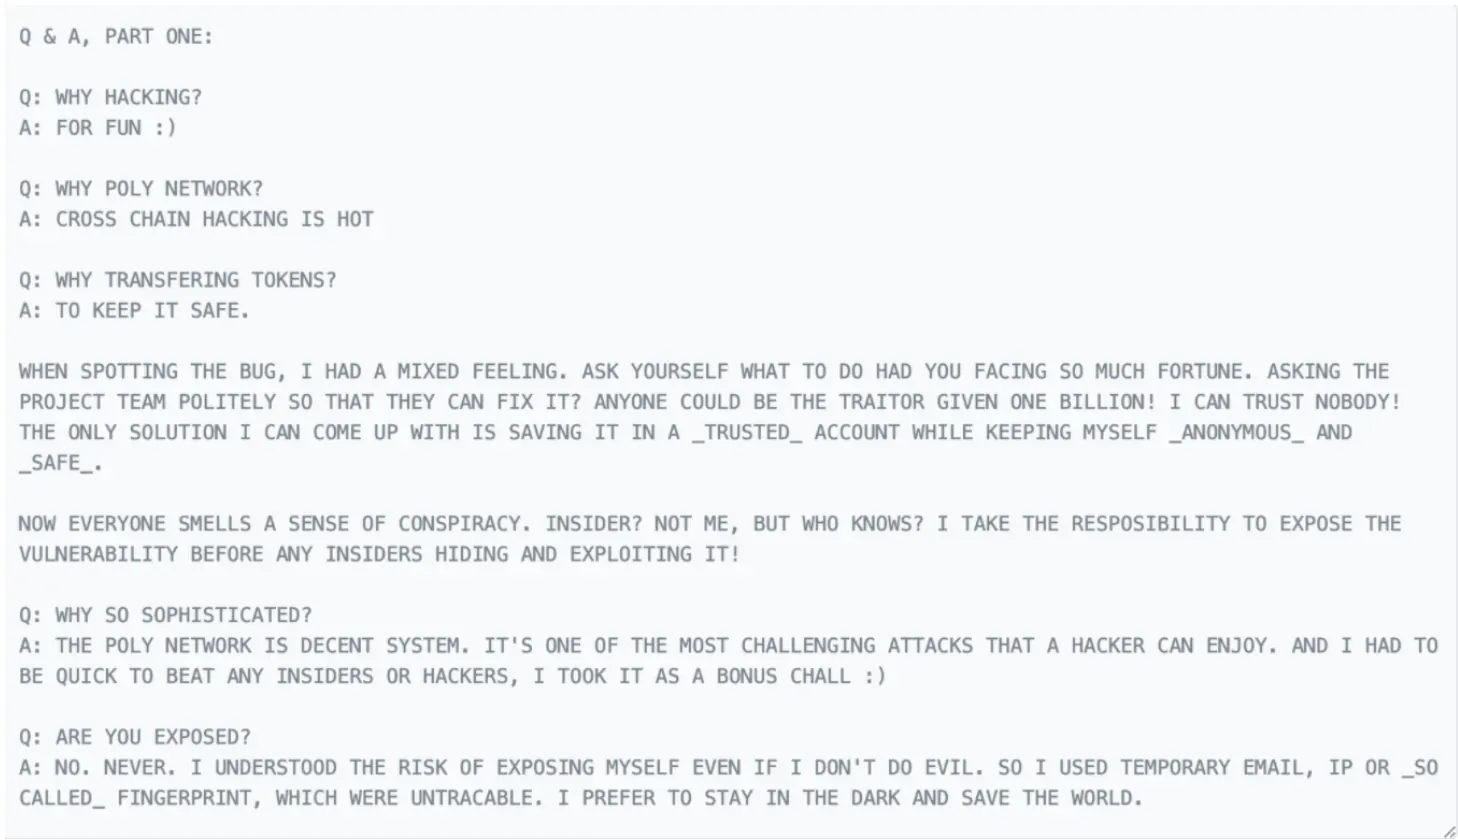 Q & A, PART ONE:
Q: WHY HACKING?
A: FOR FUN :)
Q: WHY POLY NETWORK?
A: CROSS CHAIN HACKING IS HOT
Q: WHY TRANSFERING TOKENS?
A: TO KEEP IT SAFE.
WHEN SPOTTING THE BUG, I HAD A MIXED FEELING. ASK YOURSELF WHAT TO DO HAD YOU FACING SO MUCH FORTUNE. ASKING THE
PROJECT TEAM POLITELY SO THAT THEY CAN FIX IT? ANYONE COULD BE THE TRAITOR GIVEN ONE BILLION! I CAN TRUST NOBODY!
THE ONLY SOLUTION I CAN COME UP WITH IS SAVING IT IN A _TRUSTED_ ACCOUNT WHILE KEEPING MYSELF _ANONYMOUS_ AND
_SAFE_.
NOW EVERYONE SMELLS A SENSE OF CONSPIRACY. INSIDER? NOT ME, BUT WHO KNOWS? I TAKE THE RESPOSIBILITY TO EXPOSE THE
VULNERABILITY BEFORE ANY INSIDERS HIDING AND EXPLOITING IT!
Q: WHY SO SOPHISTICATED?
A: THE POLY NETWORK IS DECENT SYSTEM. IT'S ONE OF THE MOST CHALLENGING ATTACKS THAT A HACKER CAN ENJOY. AND I HAD TO
BE QUICK TO BEAT ANY INSIDERS OR HACKERS, I TOOK IT AS A BONUS CHALL :)
Q: ARE YOU EXPOSED?
A: NO. NEVER. I UNDERSTOOD THE RISK OF EXPOSING MYSELF EVEN IF I DON'T DO EVIL. SO I USED TEMPORARY EMAIL, IP OR _SO
CALLED_ FINGERPRINT, WHICH WERE UNTRACABLE. I PREFER TO STAY IN THE DARK AND SAVE THE WORLD.